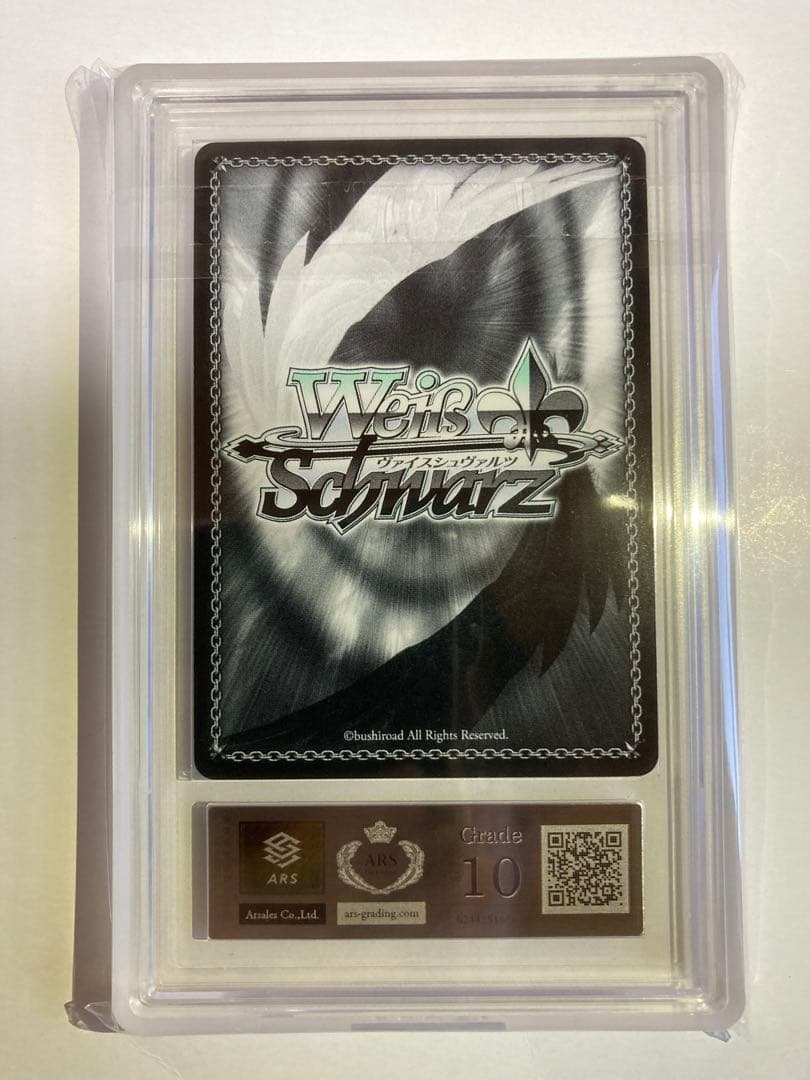 Weiß
ヴァイスシュヴァルツ
Schwarz
©bushiroad All Rights Reserved.
ARS
Arsales Co.,Ltd.
ARS
ars-grading.com
Grade
10